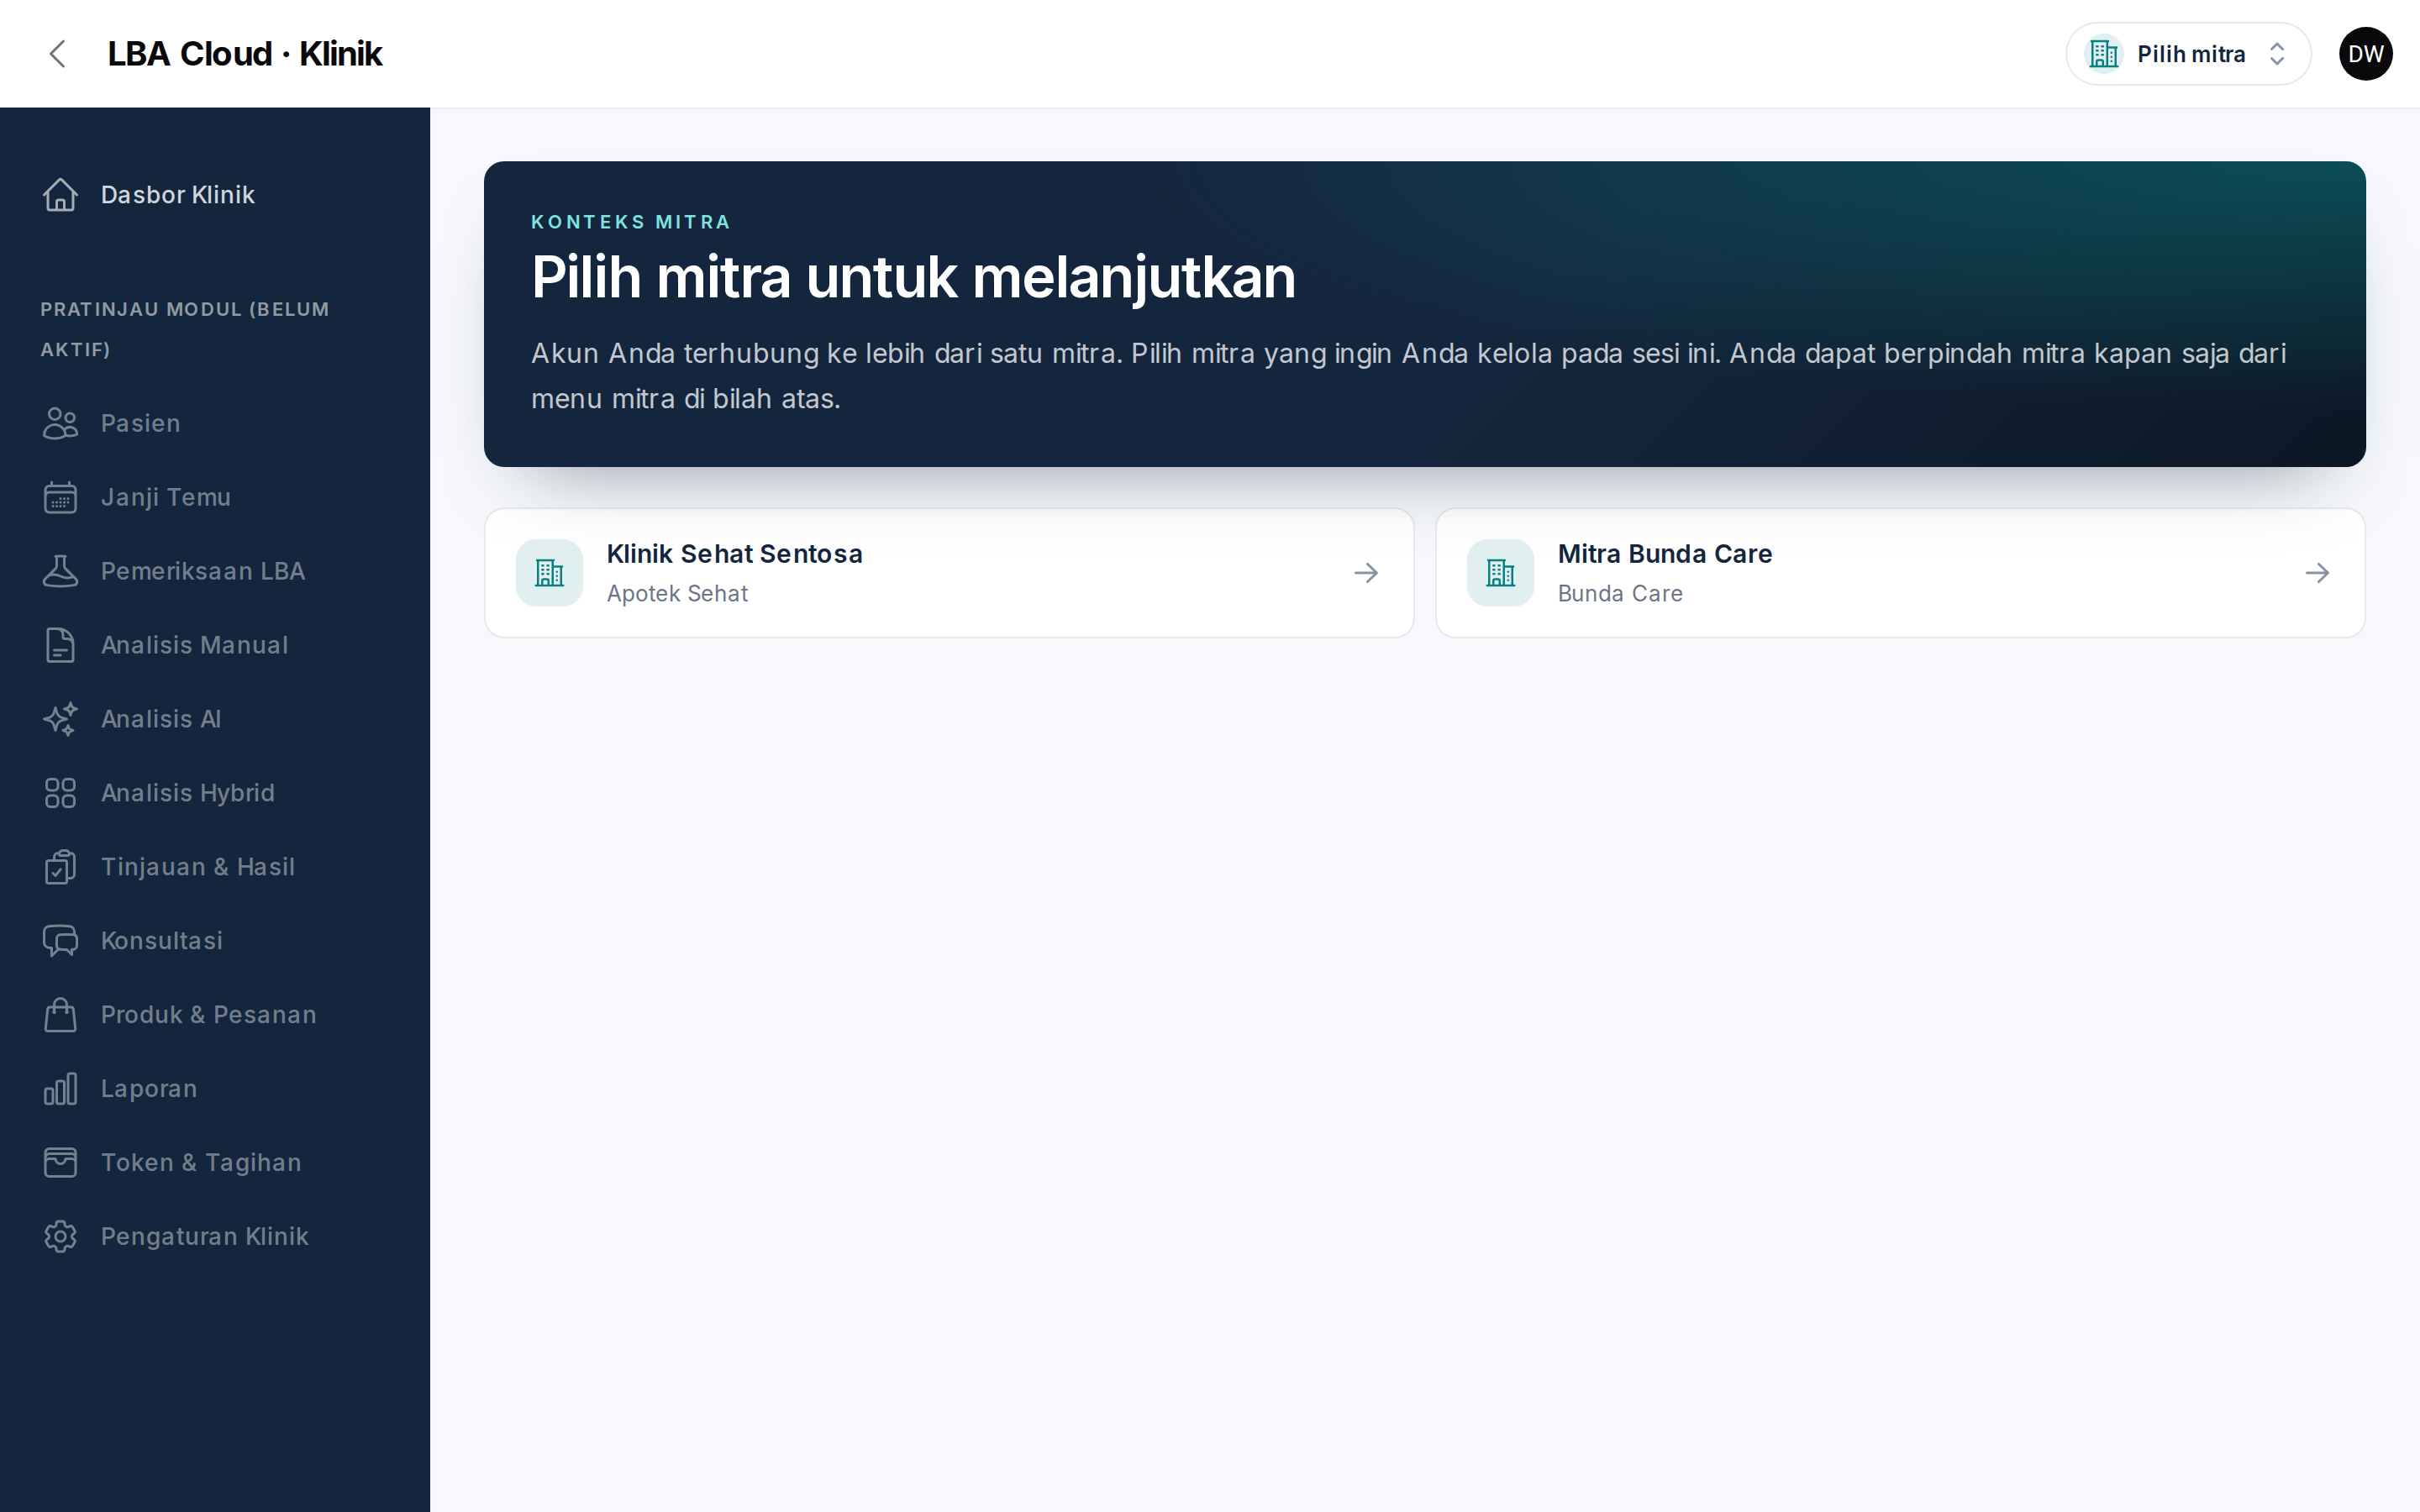 LBA Cloud · Klinik
Pilih mitra
DW
Dasbor Klinik
PRATINJAU MODUL (BELUM
AKTIF)
Pasien
Janji Temu
Pemeriksaan LBA
Analisis Manual
Analisis AI
Analisis Hybrid
Tinjauan & Hasil
Konsultasi
Produk & Pesanan
Laporan
Token & Tagihan
Pengaturan Klinik
KONTEKS MITRA
Pilih mitra untuk melanjutkan
Akun Anda terhubung ke lebih dari satu mitra. Pilih mitra yang ingin Anda kelola pada sesi ini. Anda dapat berpindah mitra kapan saja dari
menu mitra di bilah atas.
Klinik Sehat Sentosa
Apotek Sehat
Mitra Bunda Care
Bunda Care